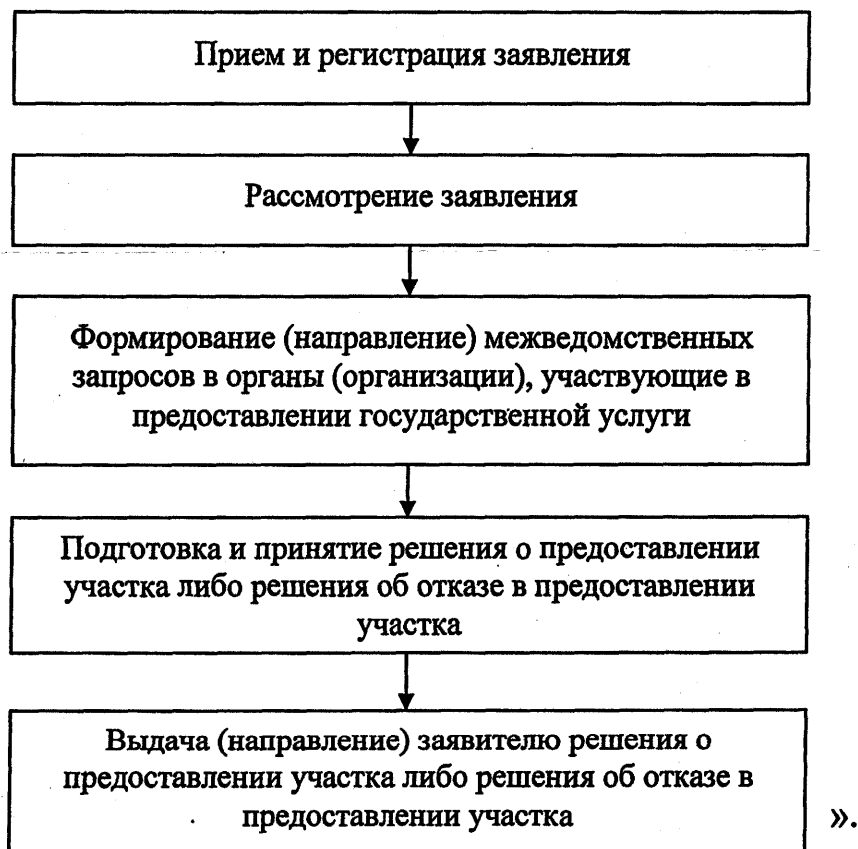 Прием и регистрация заявления
Рассмотрение заявления
Формирование (направление) межведомственных
запросов в органы (организации), участвующие в
предоставлении государственной услуги
Подготовка и принятие решения о предоставлении
участка либо решения об отказе в предоставлении
участка
Выдача (направление) заявителю решения о
предоставлении участка либо решения об отказе в
предоставлении участка
».